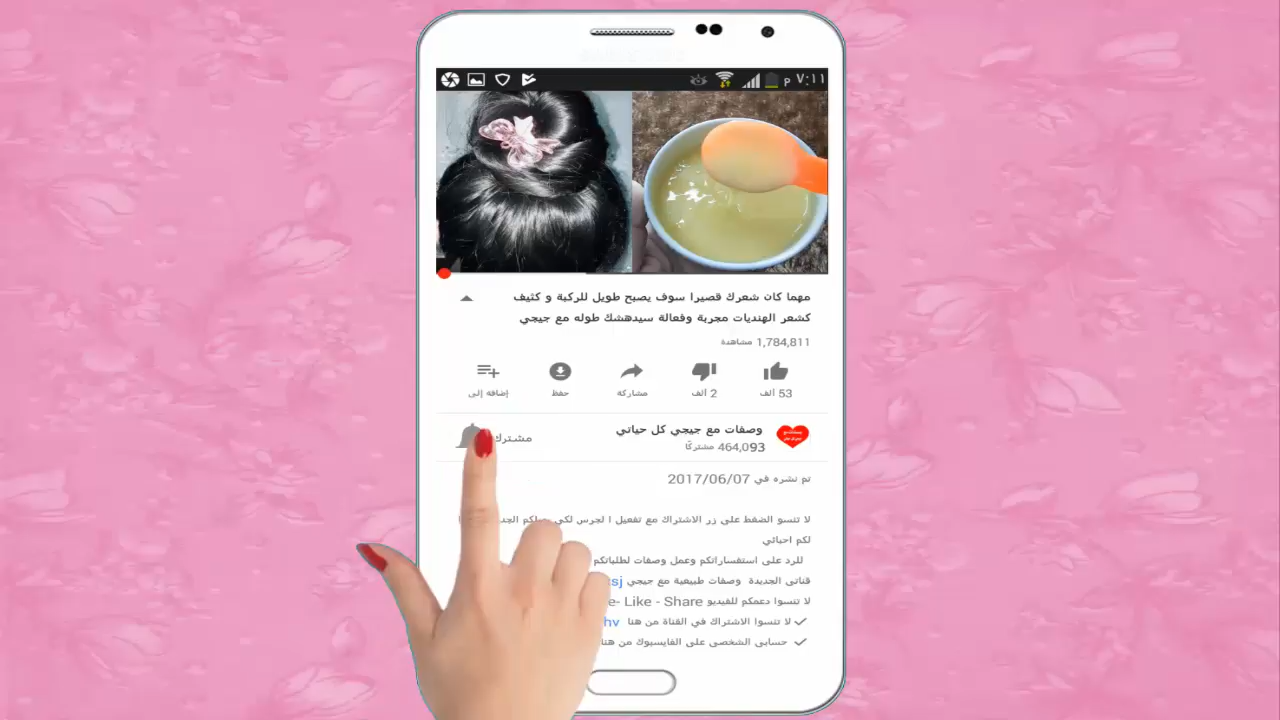 P ٧:١١
مهما كان شعرك قصيرا سوف يصبح طويل للركبة و كثيف
كشعر الهنديات مجربة وفعالة سيدهشك طوله مع جيجي
1,784,811 مشاهدة
53 ألف
2 ألف
مشاركة
حفظ
إضافة إلى
وصفات مع جيجي كل حياتي
464,093 مشتركًا
مشترك
تم نشره في 2017/06/07
لا تنسو الضغط على زر الاشتراك مع تفعيل ا لجرس لكي
لكم احبائي
للرد على استفساراتكم وعمل وصفات لطلباتكم
قناتى الجديدة وصفات طبيعية مع جيجي
لا تنسوا دعمكم للفيديو Like - Share -
لا تنسوا الاشتراك في القناة من هنا
حسابى الشخصى على الفايسبوك من هنا